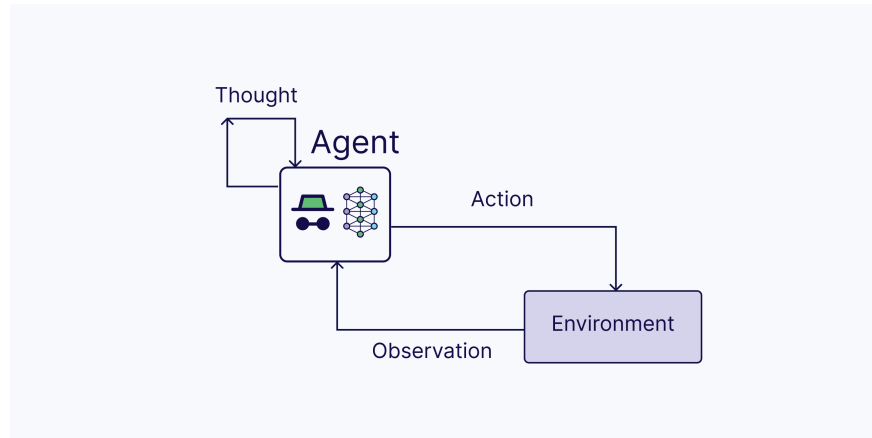 Thought
Agent
Action
Environment
Observation